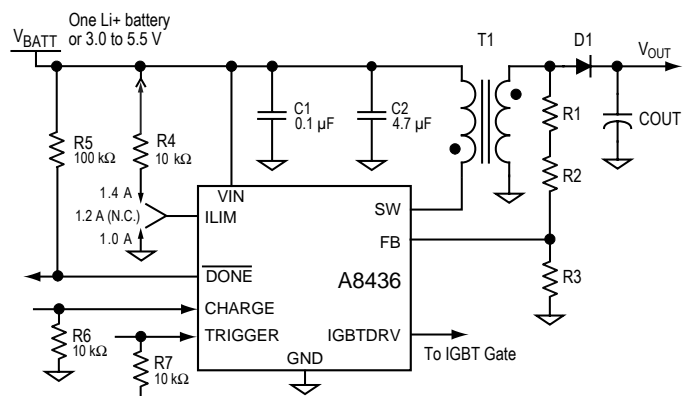 One Li+ battery
or 3.0 to 5.5 V
VBATT
T1
D1
VOUT
C1
0.1 µF
C2
4.7 µF
R1
COUT
R5
100 kΩ
R4
10 kΩ
R2
1.4 A
1.2 A (N.C.)
1.0 A
VIN
ILIM
SW
FB
R3
DONE
A8436
CHARGE
TRIGGER
IGBTDRV
To IGBT Gate
GND
R6
10 kΩ
R7
10 kΩ